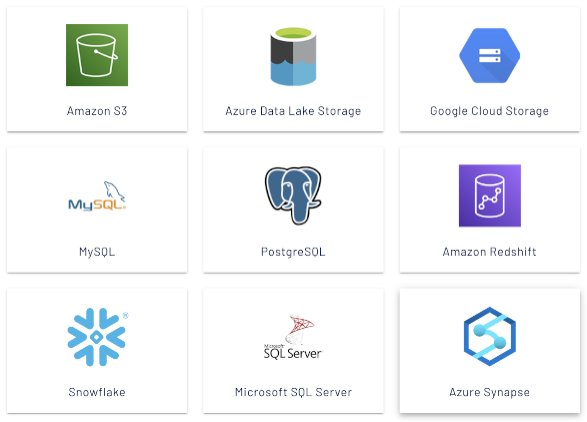 Amazon S3
Azure Data Lake Storage
Google Cloud Storage
MySQL®
MySQL
PostgreSQL
Amazon Redshift
®
Microsoft
SQL Server
Snowflake
Microsoft SQL Server
Azure Synapse